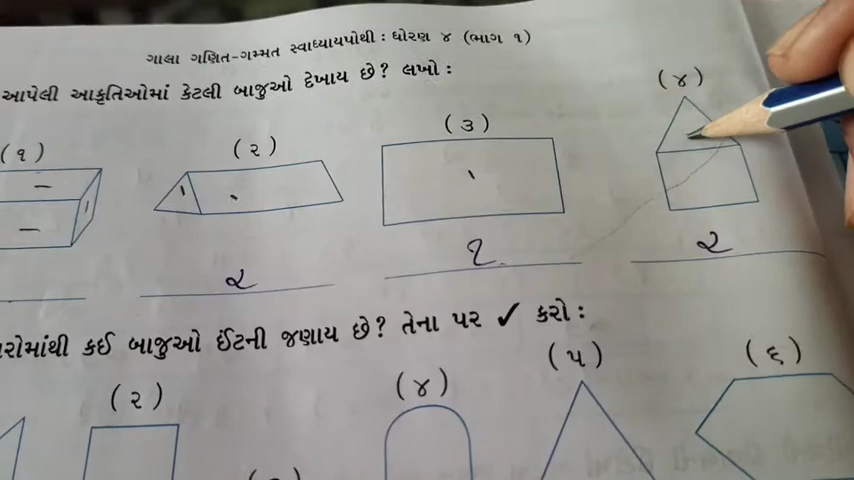 ગાલા ગણિત-ગમ્મત સ્વાધ્યાયપોથી : ધોરણ ૪ (ભાગ ૧)
આપેલી આકૃતિઓમાં કેટલી બાજુઓ દેખાય છે? લખો :
(૧) (૨) (૩) (૪)
૨ ૧ ૨
કઈ બાજુઓ ઈંટની જણાય છે? તેના પર ✓ કરો :
(૨) (૪) (૫) (૬)